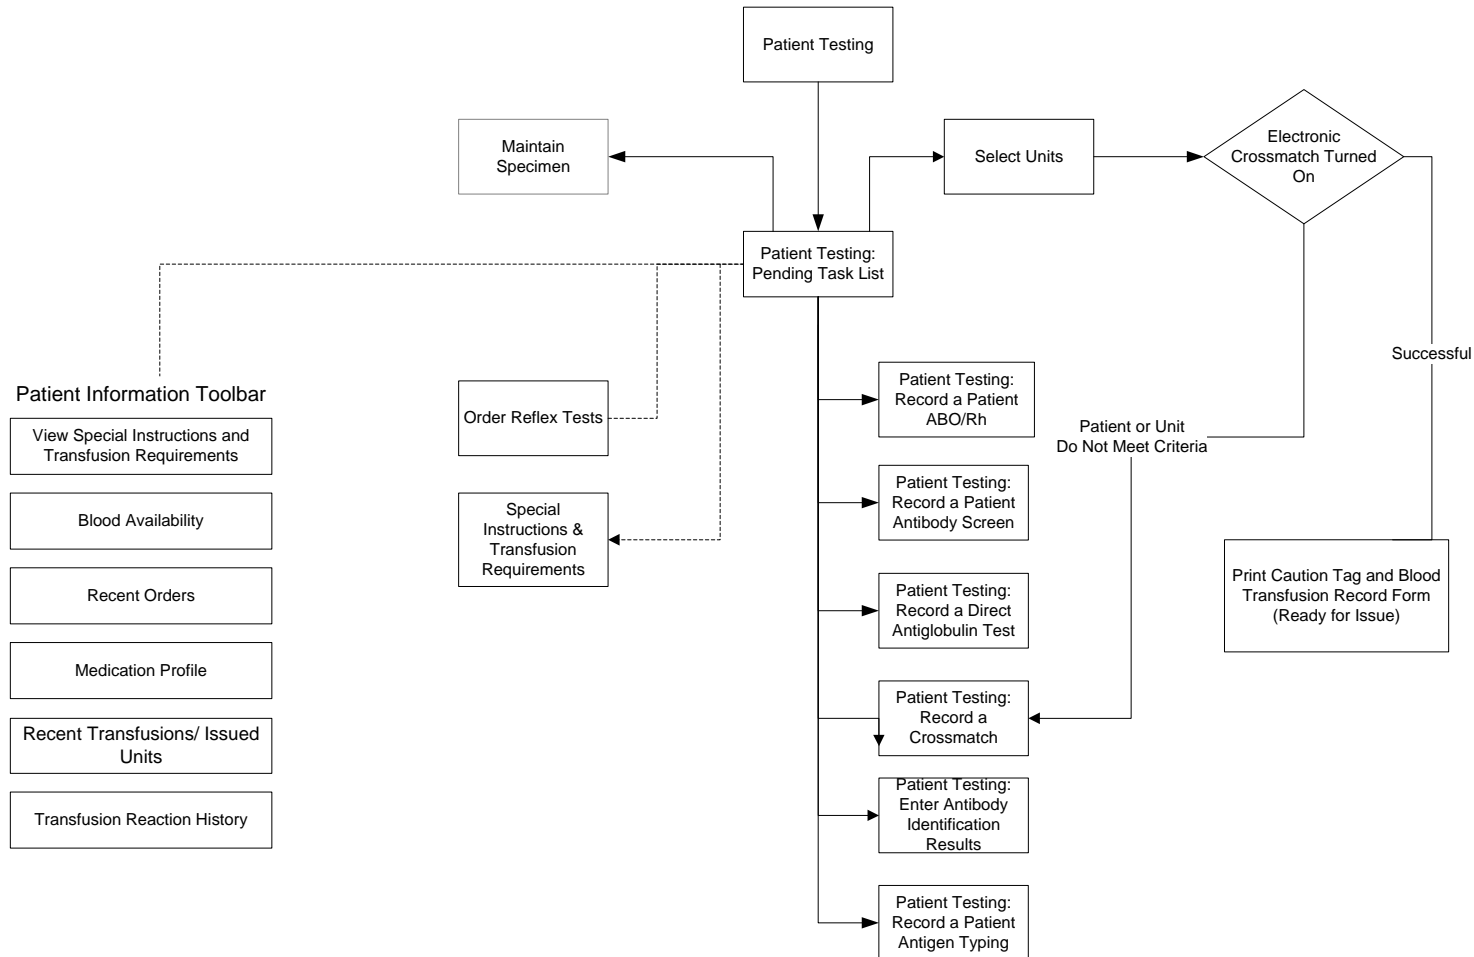 Patient Testing
Maintain
Specimen
Select Units
Electronic
Crossmatch Turned
On
Patient Testing:
Pending Task List
Successful
Patient Information Toolbar
View Special Instructions and
Transfusion Requirements
Blood Availability
Recent Orders
Medication Profile
Recent Transfusions/ Issued
Units
Transfusion Reaction History
Order Reflex Tests
Special
Instructions &
Transfusion
Requirements
Patient Testing:
Record a Patient
ABO/Rh
Patient Testing:
Record a Patient
Antibody Screen
Patient Testing:
Record a Direct
Antiglobulin Test
Patient Testing:
Record a
Crossmatch
Patient Testing:
Enter Antibody
Identification
Results
Patient Testing:
Record a Patient
Antigen Typing
Patient or Unit
Do Not Meet Criteria
Print Caution Tag and Blood
Transfusion Record Form
(Ready for Issue)